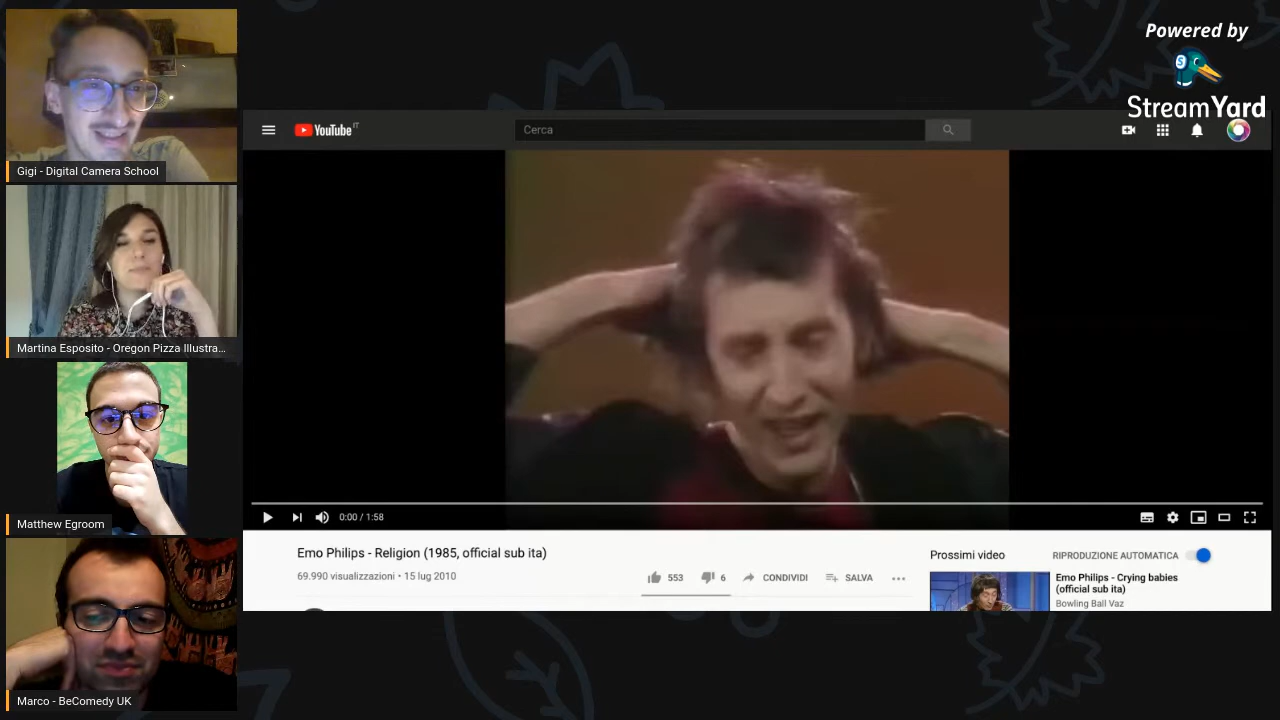 Powered by
StreamYard
Gigi - Digital Camera School
Martina Esposito - Oregon Pizza Illustra...
Matthew Egroom
Marco - BeComedy UK
YouTube IT
Cerca
0:00 / 1:58
Emo Philips - Religion (1985, official sub ita)
69.990 visualizzazioni • 15 lug 2010
553
6
CONDIVIDI
SALVA
Prossimi video
RIPRODUZIONE AUTOMATICA
Emo Philips - Crying babies
(official sub ita)
Bowling Ball Vaz